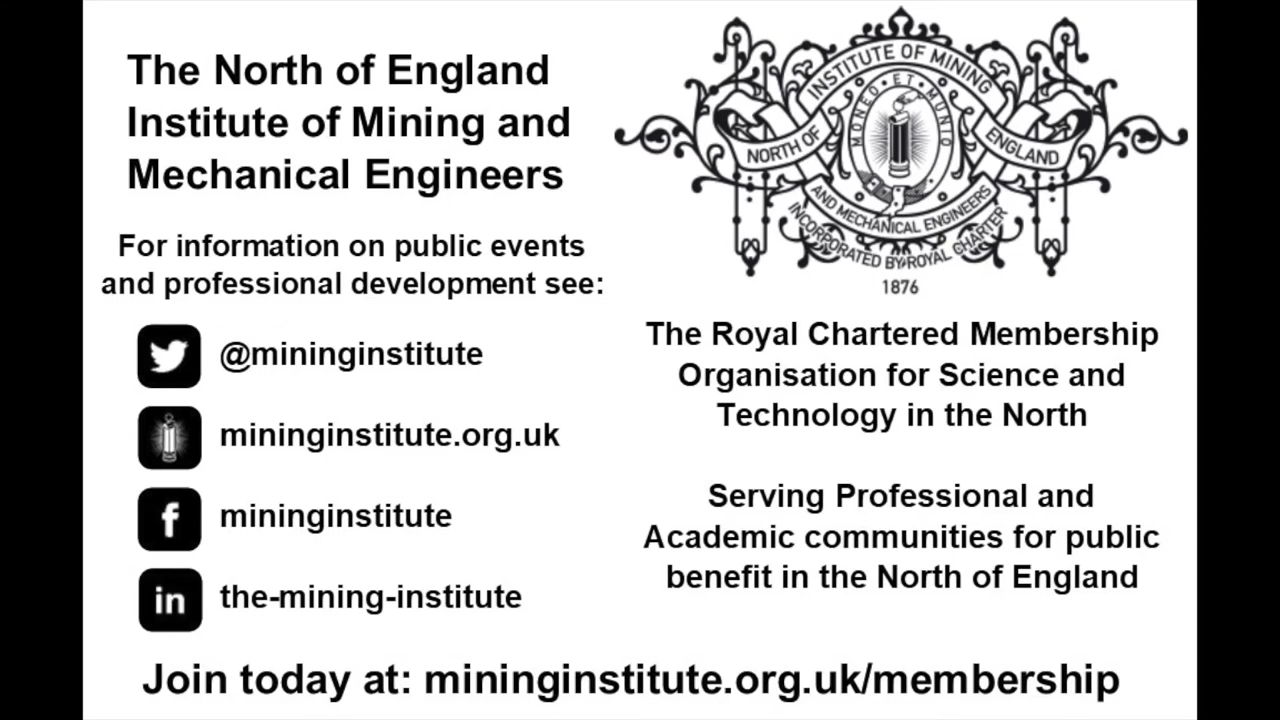 The North of England
Institute of Mining and
Mechanical Engineers
For information on public events
and professional development see:
@mininginstitute
mininginstitute.org.uk
mininginstitute
in
the-mining-institute
INSTITUTE OF MINING
MONEO · ET · MUNIO
NORTH OF
ENGLAND
AND MECHANICAL ENGINEERS
INCORPORATED BY ROYAL CHARTER
1876
The Royal Chartered Membership
Organisation for Science and
Technology in the North
Serving Professional and
Academic communities for public
benefit in the North of England
Join today at: mininginstitute.org.uk/membership